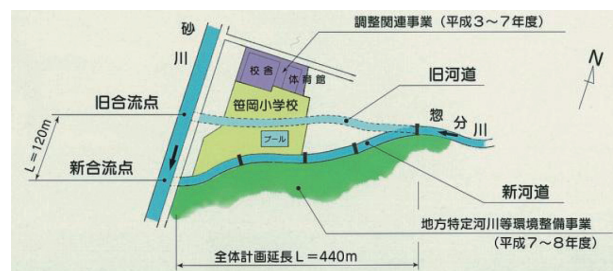 調整関連事業（平成3〜7年度）
砂川
校舎
体育館
旧河道
N
笹岡小学校
旧合流点
惣分川
プール
L＝120m
新合流点
新河道
地方特定河川等環境整備事業
（平成7〜8年度）
全体計画延長L＝440m